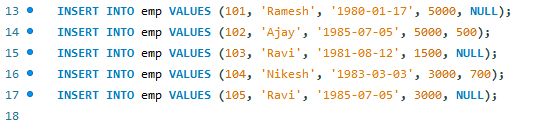 13 INSERT INTO emp VALUES (101, 'Ramesh', '1980-01-17', 5000, NULL);
14 INSERT INTO emp VALUES (102, 'Ajay', '1985-07-05', 5000, 500);
15 INSERT INTO emp VALUES (103, 'Ravi', '1981-08-12', 1500, NULL);
16 INSERT INTO emp VALUES (104, 'Nikesh', '1983-03-03', 3000, 700);
17 INSERT INTO emp VALUES (105, 'Ravi', '1985-07-05', 3000, NULL);
18